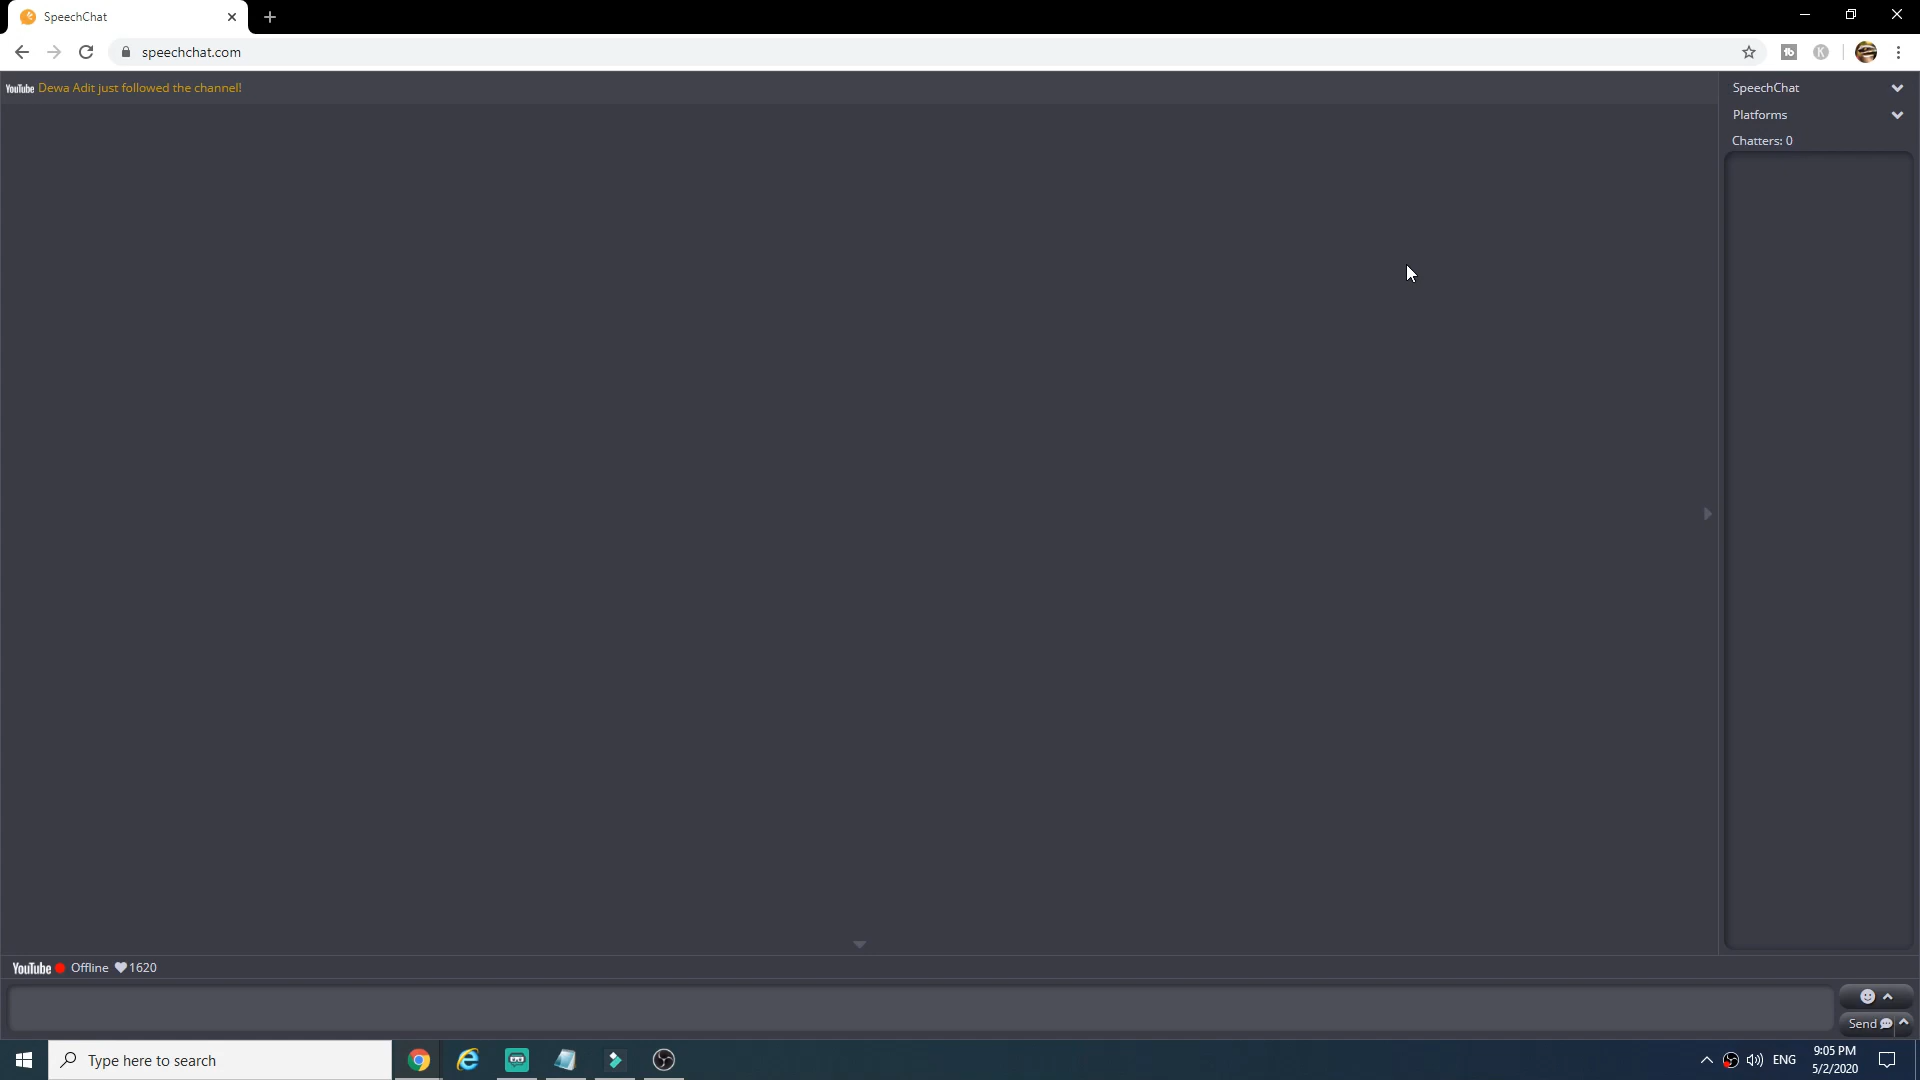 SpeechChat
speechchat.com
YouTube Dewa Adit just followed the channel!
SpeechChat
Platforms
Chatters: 0
YouTube Offline 1620
Send
Type here to search
ENG
9:05 PM
5/2/2020